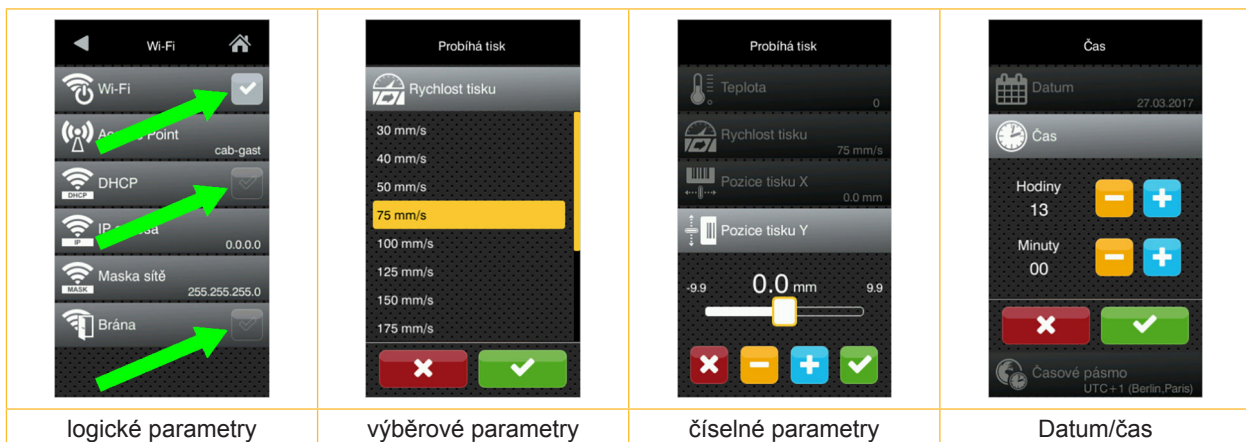 Wi-Fi
Wi-Fi
Point
cab-gast
DHCP
DHCP
IP
IP
0.0.0.0
Maska sítě
MASK
255.255.255.0
Brána
logické parametry
Probíhá tisk
Rychlost tisku
30 mm/s
40 mm/s
50 mm/s
75 mm/s
100 mm/s
125 mm/s
150 mm/s
175 mm/s
výběrové parametry
Probíhá tisk
Teplota
0
Rychlost tisku
75 mm/s
Pozice tisku X
0.0 mm
Pozice tisku Y
-9.9 0.0 mm 9.9
číselné parametry
Čas
Datum
27.03.2017
Čas
Hodiny
13
Minuty
00
Časové pásmo
UTC+1 (Berlin,Paris)
Datum/čas